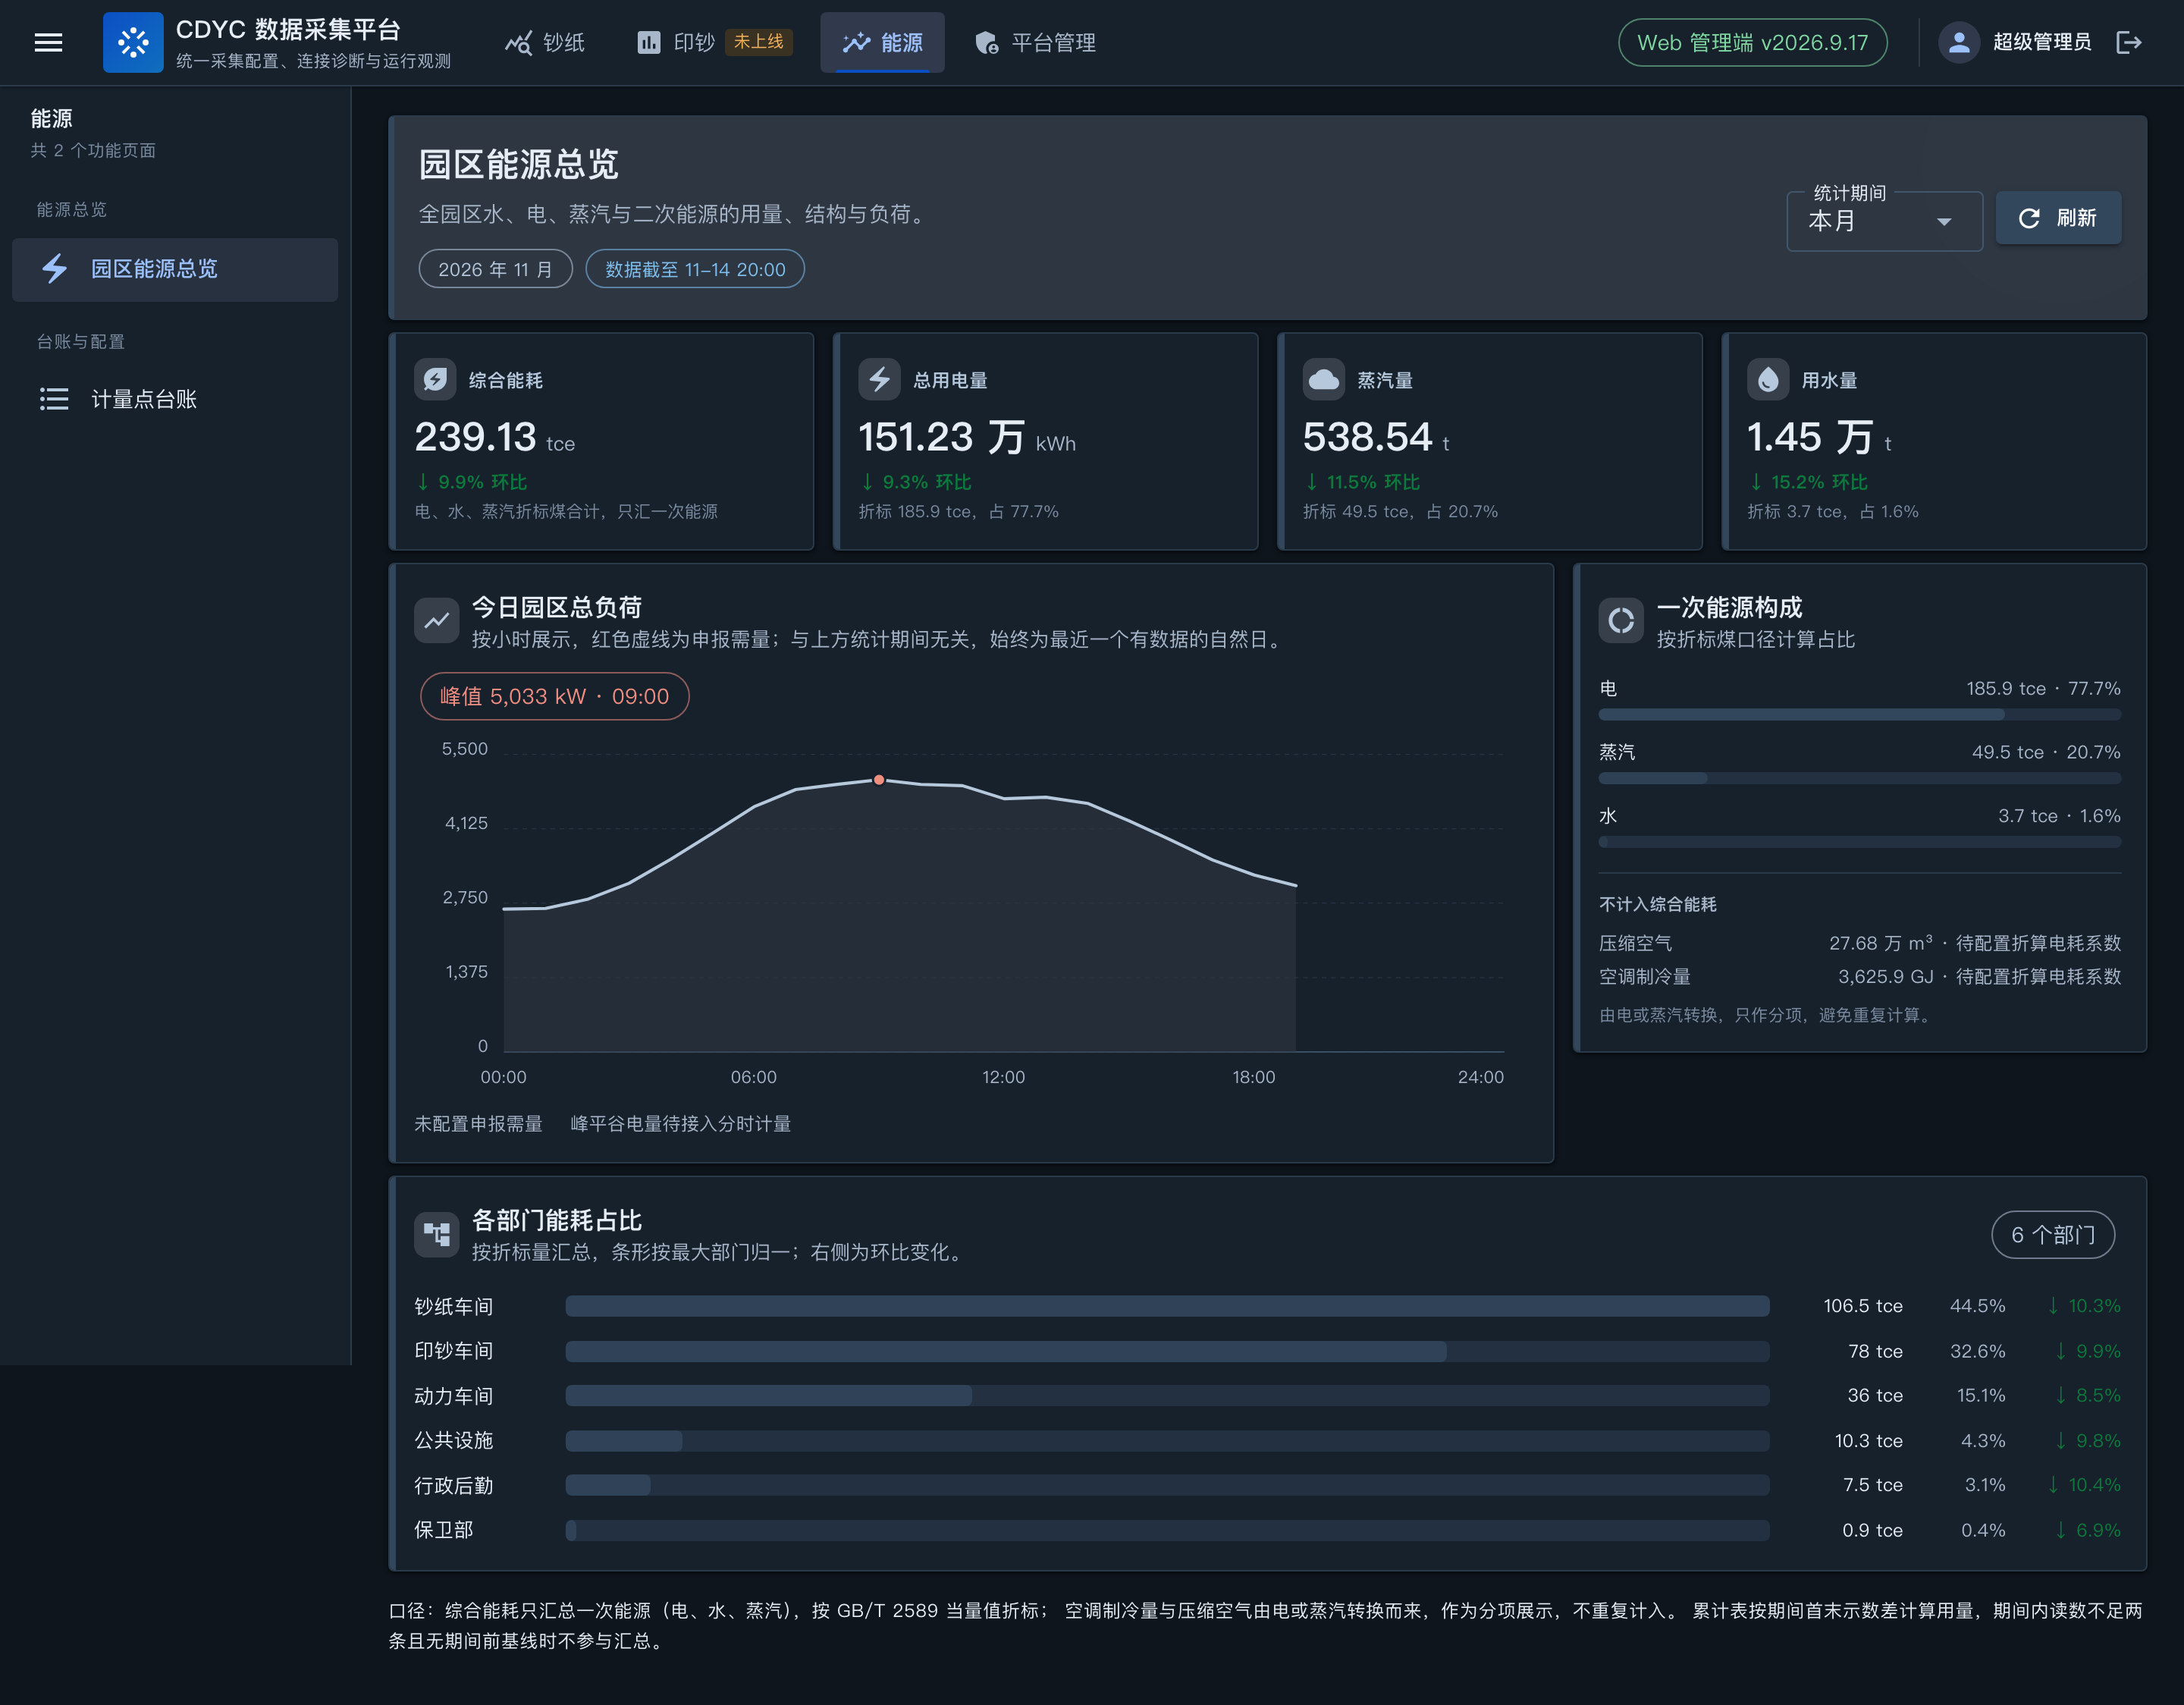 CDYC 数据采集平台
统一采集配置、连接诊断与运行观测
钞纸
印钞
未上线
能源
平台管理
Web 管理端 v2026.9.17
超级管理员
能源
共 2 个功能页面
能源总览
园区能源总览
台账与配置
计量点台账
园区能源总览
全园区水、电、蒸汽与二次能源的用量、结构与负荷。
2026 年 11 月
数据截至 11-14 20:00
统计期间
本月
刷新
综合能耗
239.13 tce
↓ 9.9% 环比
电、水、蒸汽折标煤合计，只汇一次能源
总用电量
151.23 万 kWh
↓ 9.3% 环比
折标 185.9 tce，占 77.7%
蒸汽量
538.54 t
↓ 11.5% 环比
折标 49.5 tce，占 20.7%
用水量
1.45 万 t
↓ 15.2% 环比
折标 3.7 tce，占 1.6%
今日园区总负荷
按小时展示，红色虚线为申报需量；与上方统计期间无关，始终为最近一个有数据的自然日。
峰值 5,033 kW · 09:00
5,500
4,125
2,750
1,375
0
00:00
06:00
12:00
18:00
24:00
未配置申报需量
峰平谷电量待接入分时计量
一次能源构成
按折标煤口径计算占比
电
185.9 tce · 77.7%
蒸汽
49.5 tce · 20.7%
水
3.7 tce · 1.6%
不计入综合能耗
压缩空气
27.68 万 m³ · 待配置折算电耗系数
空调制冷量
3,625.9 GJ · 待配置折算电耗系数
由电或蒸汽转换，只作分项，避免重复计算。
各部门能耗占比
按折标量汇总，条形按最大部门归一；右侧为环比变化。
6 个部门
钞纸车间 106.5 tce 44.5% ↓ 10.3%
印钞车间 78 tce 32.6% ↓ 9.9%
动力车间 36 tce 15.1% ↓ 8.5%
公共设施 10.3 tce 4.3% ↓ 9.8%
行政后勤 7.5 tce 3.1% ↓ 10.4%
保卫部 0.9 tce 0.4% ↓ 6.9%
口径：综合能耗只汇总一次能源（电、水、蒸汽），按 GB/T 2589 当量值折标； 空调制冷量与压缩空气由电或蒸汽转换而来，作为分项展示，不重复计入。 累计表按期间首末示数差计算用量，期间内读数不足两
条且无期间前基线时不参与汇总。